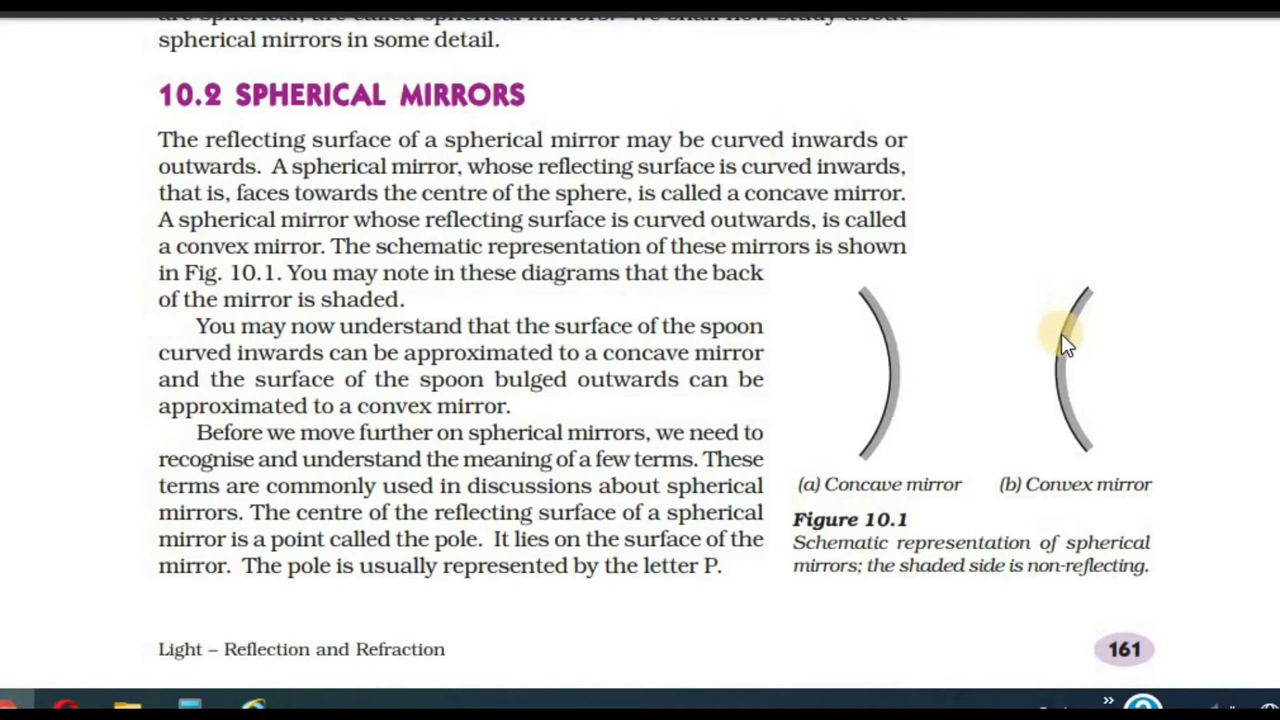 spherical mirrors in some detail.
10.2 SPHERICAL MIRRORS
The reflecting surface of a spherical mirror may be curved inwards or
outwards. A spherical mirror, whose reflecting surface is curved inwards,
that is, faces towards the centre of the sphere, is called a concave mirror.
A spherical mirror whose reflecting surface is curved outwards, is called
a convex mirror. The schematic representation of these mirrors is shown
in Fig. 10.1. You may note in these diagrams that the back
of the mirror is shaded.
You may now understand that the surface of the spoon
curved inwards can be approximated to a concave mirror
and the surface of the spoon bulged outwards can be
approximated to a convex mirror.
Before we move further on spherical mirrors, we need to
recognise and understand the meaning of a few terms. These
terms are commonly used in discussions about spherical
mirrors. The centre of the reflecting surface of a spherical
mirror is a point called the pole. It lies on the surface of the
mirror. The pole is usually represented by the letter P.
(a) Concave mirror
(b) Convex mirror
Figure 10.1
Schematic representation of spherical
mirrors; the shaded side is non-reflecting.
Light – Reflection and Refraction
161